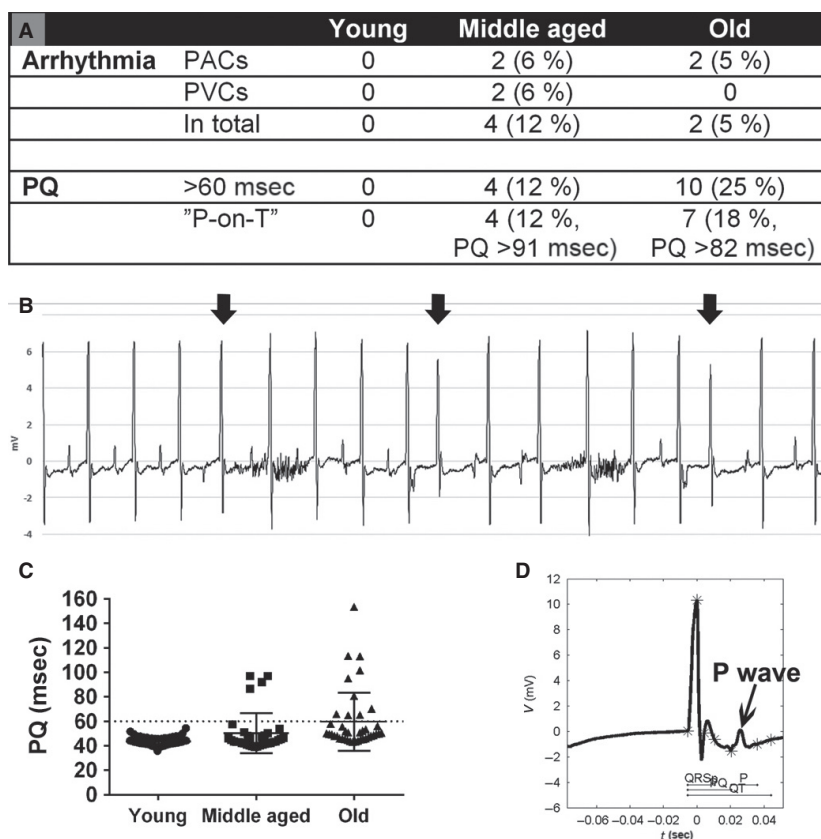 A
Young Middle aged Old
Arrhythmia PACs 0 2 (6 %) 2 (5 %)
PVCs 0 2 (6 %) 0
In total 0 4 (12 %) 2 (5 %)
PQ >60 msec 0 4 (12 %) 10 (25 %)
"P-on-T" 0 4 (12 %, 7 (18 %,
PQ >91 msec) PQ >82 msec)
B
6
4
2
mV
0
-2
-4
C
160
140
120
100
80
60
40
20
0
PQ (msec)
Young Middle aged Old
D
12
10
8
6
4
2
0
−2
−4
−6
V (mV)
P wave
QRS
P
Q
QT
−0.06 −0.04 −0.02 0 0.02 0.04
t (sec)